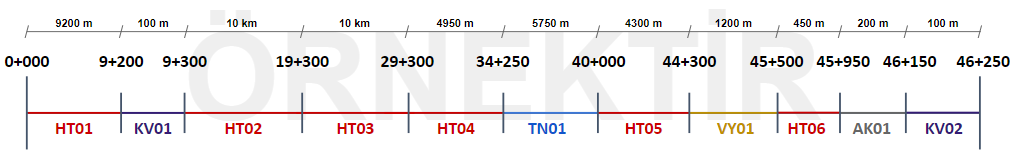 9200 m 100 m 10 km 10 km 4950 m 5750 m 4300 m 1200 m 450 m 200 m 100 m
ÖRNEKTİR
0+000 9+200 9+300 19+300 29+300 34+250 40+000 44+300 45+500 45+950 46+150 46+250
HT01 KV01 HT02 HT03 HT04 TN01 HT05 VY01 HT06 AK01 KV02